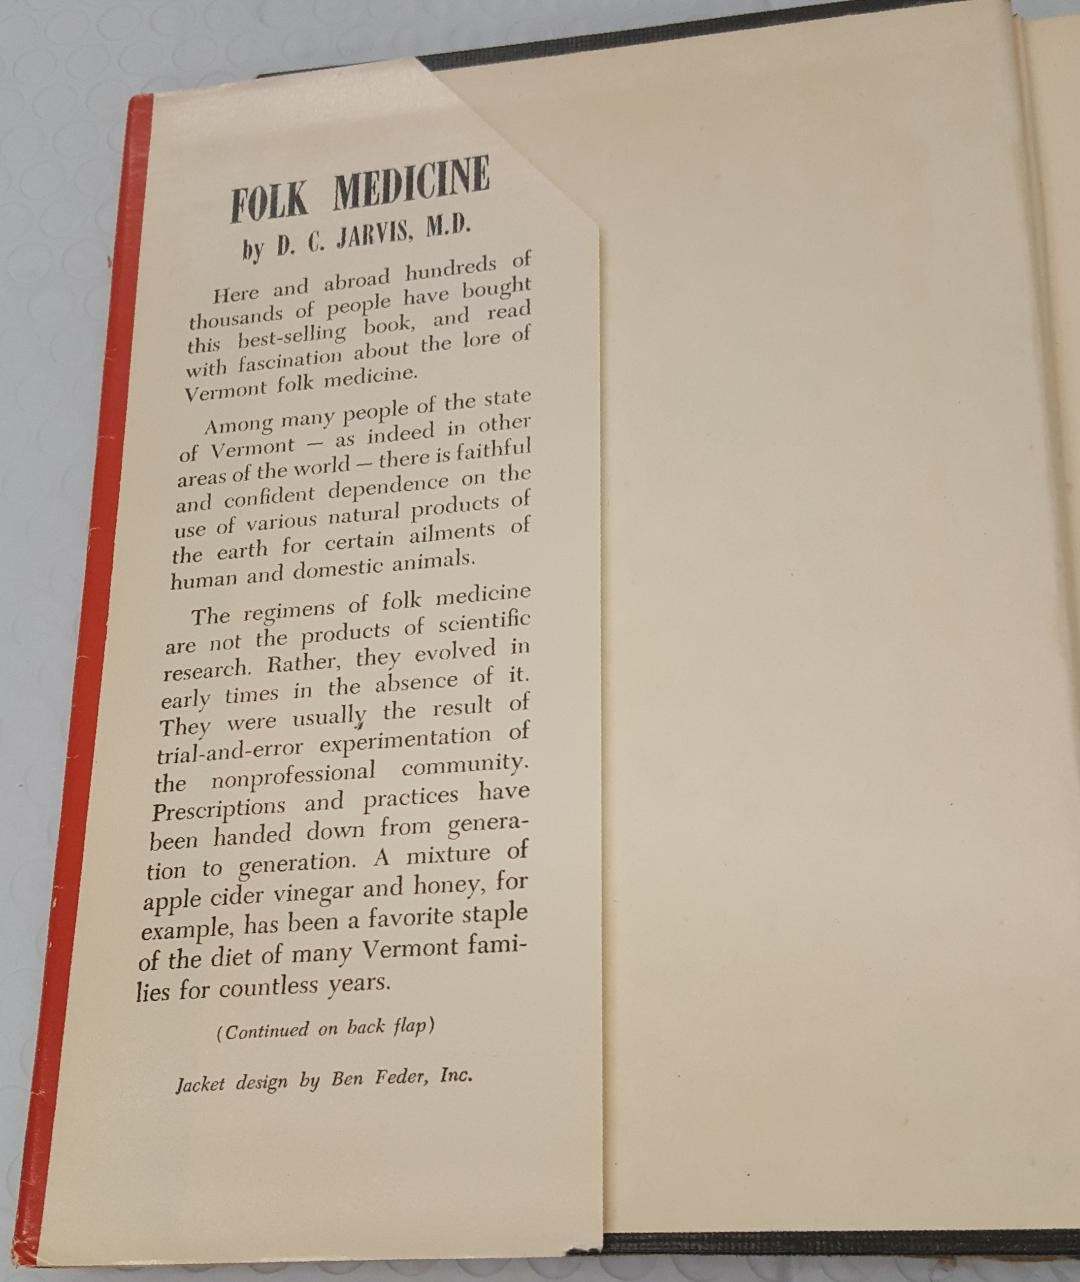 FOLK MEDICINE
by D. C. JARVIS, M.D.
Here and abroad hundreds of
thousands of people have bought
this best-selling book, and read
with fascination about the lore of
Vermont folk medicine.
Among many people of the state
of Vermont — as indeed in other
areas of the world — there is faithful
and confident dependence on the
use of various natural products of
the earth for certain ailments of
human and domestic animals.
The regimens of folk medicine
are not the products of scientific
research. Rather, they evolved in
early times in the absence of it.
They were usually the result of
trial-and-error experimentation of
the nonprofessional community.
Prescriptions and practices have
been handed down from genera-
tion to generation. A mixture of
apple cider vinegar and honey, for
example, has been a favorite staple
of the diet of many Vermont fami-
lies for countless years.
(Continued on back flap)
Jacket design by Ben Feder, Inc.